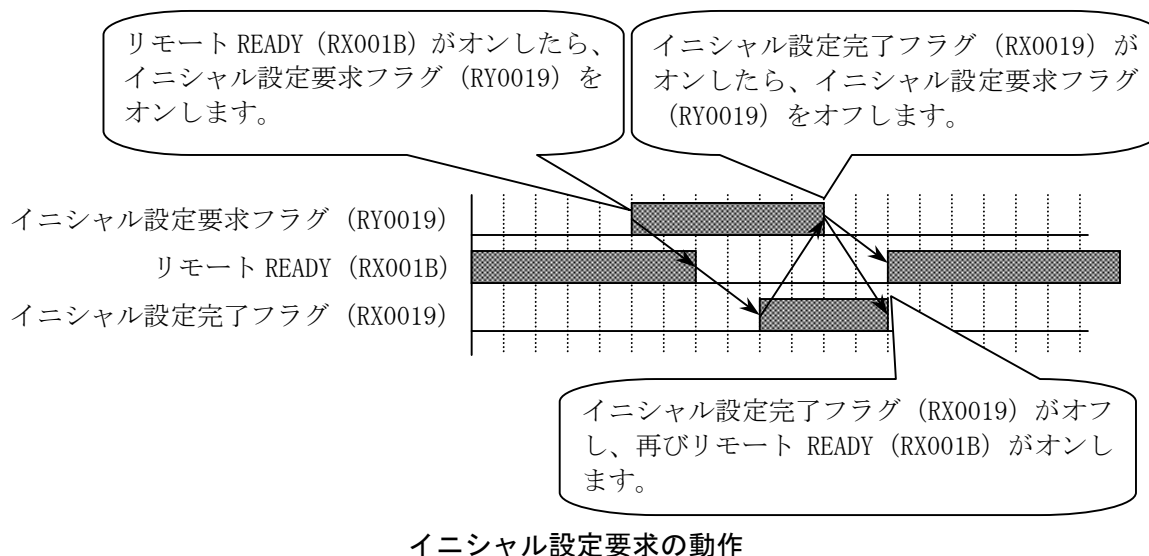 リモート READY（RX001B）がオンしたら、
イニシャル設定要求フラグ（RY0019）を
オンします。
イニシャル設定完了フラグ（RX0019）が
オンしたら、イニシャル設定要求フラグ
（RY0019）をオフします。
イニシャル設定要求フラグ（RY0019）
リモート READY（RX001B）
イニシャル設定完了フラグ（RX0019）
イニシャル設定完了フラグ（RX0019）がオフ
し、再びリモート READY（RX001B）がオンし
ます。
イニシャル設定要求の動作